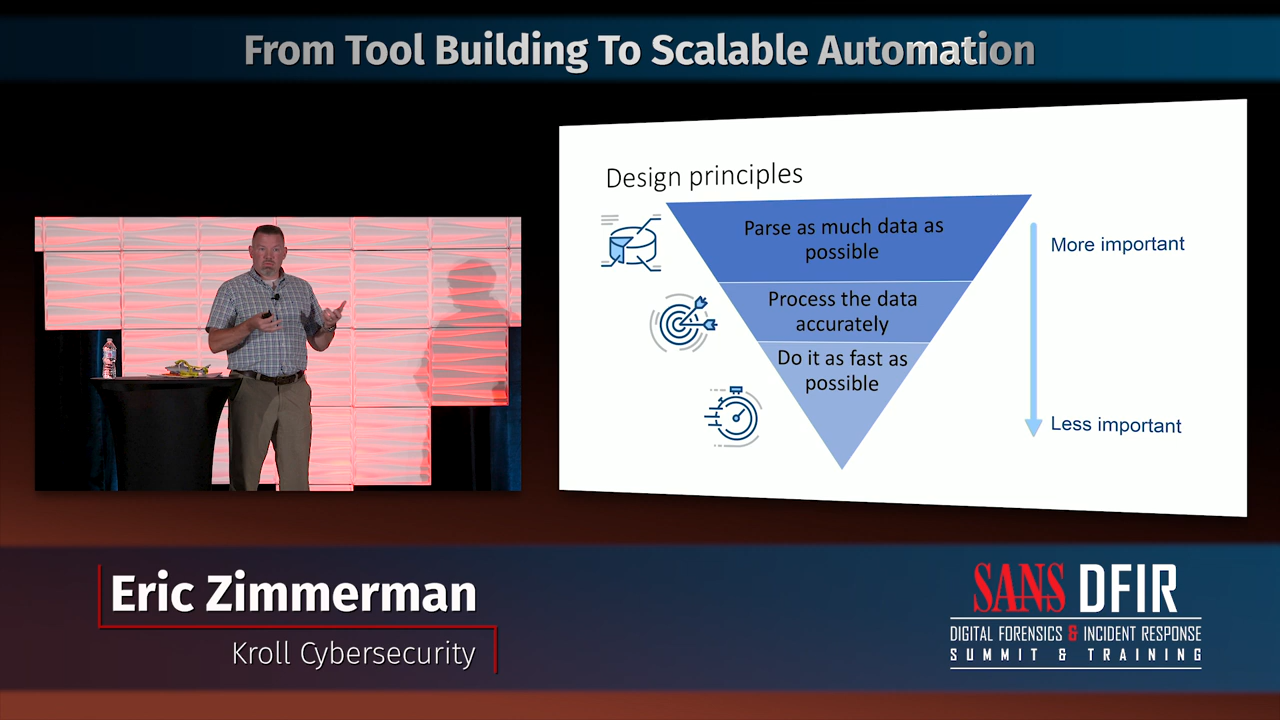 From Tool Building To Scalable Automation
Design principles
Parse as much data as
possible
Process the data
accurately
Do it as fast as
possible
More important
Less important
Eric Zimmerman
Kroll Cybersecurity
SANS DFIR
DIGITAL FORENSICS & INCIDENT RESPONSE
SUMMIT & TRAINING